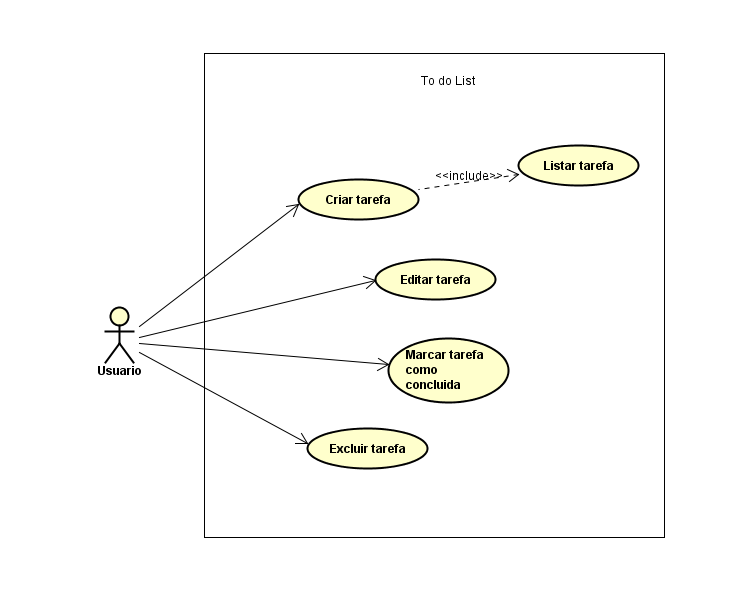 To do List
Listar tarefa
<<include>>
Criar tarefa
Editar tarefa
Marcar tarefa
como
concluida
Usuario
Excluir tarefa